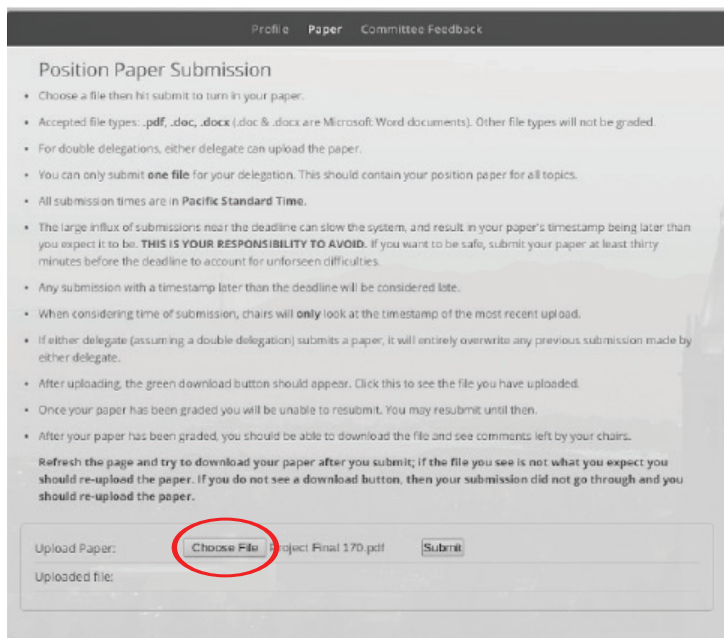 Profile Paper Committee Feedback
Position Paper Submission
• Choose a file then hit submit to turn in your paper.
• Accepted file types: .pdf, .doc, .docx (.doc & .docx are Microsoft Word documents). Other file types will not be graded.
• For double delegations, either delegate can upload the paper.
• You can only submit one file for your delegation. This should contain your position paper for all topics.
• All submission times are in Pacific Standard Time.
• The large influx of submissions near the deadline can slow the system, and result in your paper's timestamp being later than
you expect it to be. THIS IS YOUR RESPONSIBILITY TO AVOID. If you want to be safe, submit your paper at least thirty
minutes before the deadline to account for unforseen difficulties.
• Any submission with a timestamp later than the deadline will be considered late.
• When considering time of submission, chairs will only look at the timestamp of the most recent upload.
• If either delegate (assuming a double delegation) submits a paper, it will entirely overwrite any previous submission made by
either delegate.
• After uploading, the green download button should appear. Click this to see the file you have uploaded.
• Once your paper has been graded you will be unable to resubmit. You may resubmit until then.
• After your paper has been graded, you should be able to download the file and see comments left by your chairs.
Refresh the page and try to download your paper after you submit; if the file you see is not what you expect you
should re-upload the paper. If you do not see a download button, then your submission did not go through and you
should re-upload the paper.
Upload Paper: Choose File Project Final 170.pdf Submit
Uploaded file: